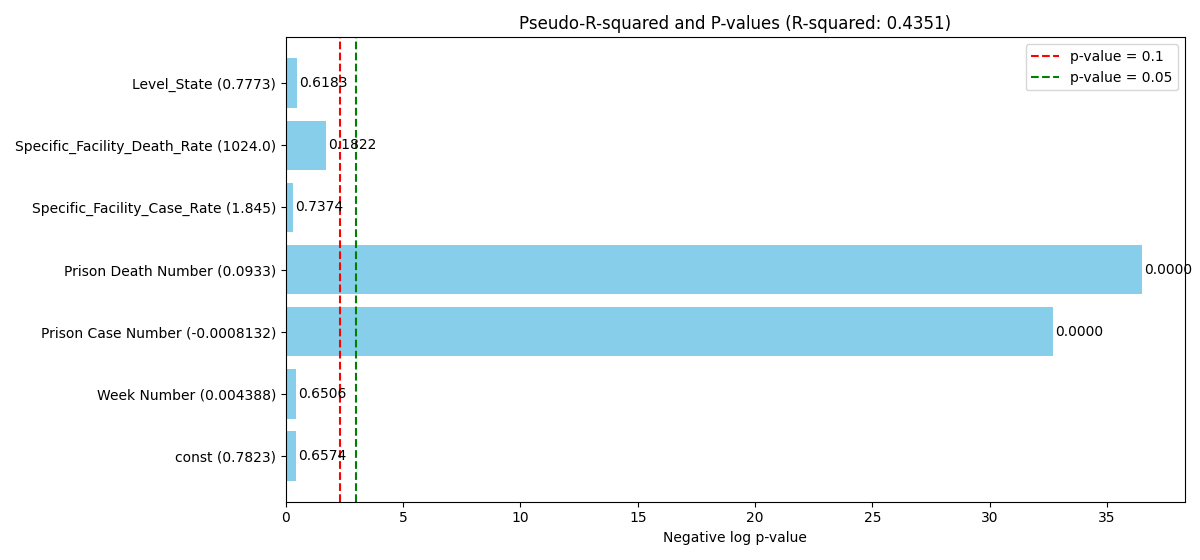 Pseudo-R-squared and P-values (R-squared: 0.4351)
p-value = 0.1
p-value = 0.05
Level_State (0.7773)
0.6183
Specific_Facility_Death_Rate (1024.0)
0.1822
Specific_Facility_Case_Rate (1.845)
0.7374
Prison Death Number (0.0933)
0.0000
Prison Case Number (-0.0008132)
0.0000
Week Number (0.004388)
0.6506
const (0.7823)
0.6574
0 5 10 15 20 25 30 35
Negative log p-value